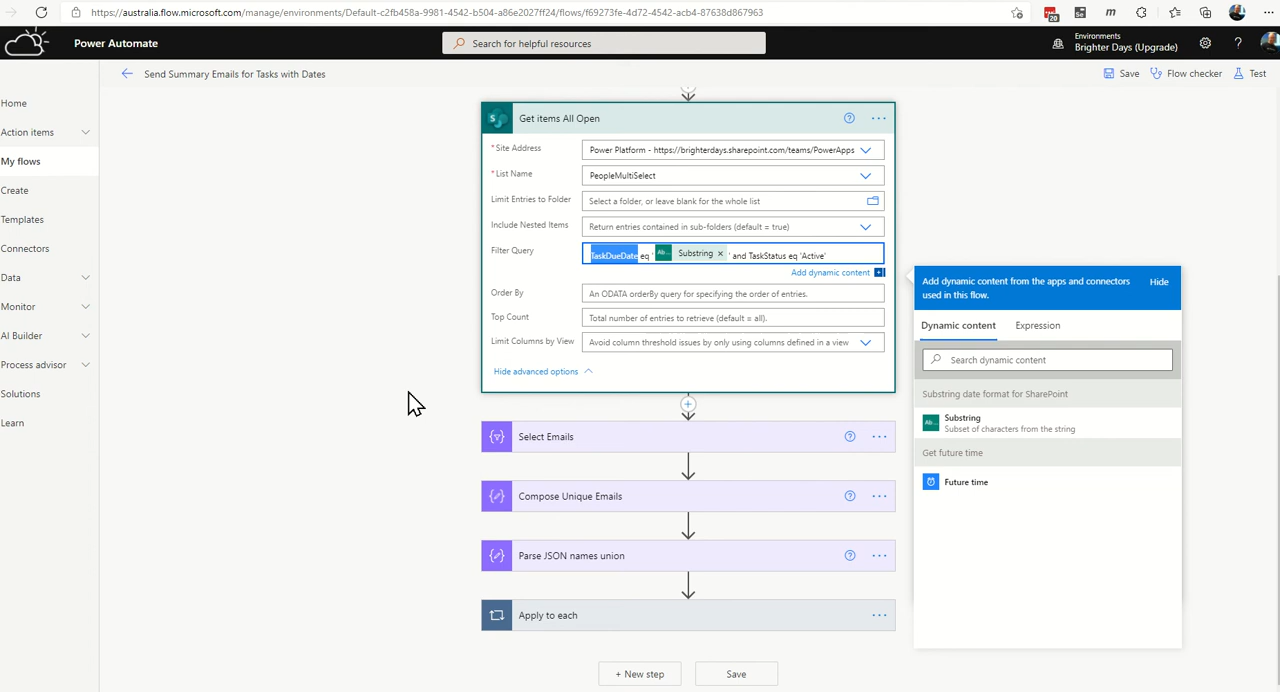 https://australia.flow.microsoft.com/manage/environments/Default-c2fb458a-9981-4542-b504-a86e2027ff24/flows/f69273fe-4d72-4542-acb4-87638d867963
20
Se
m
Power Automate
Search for helpful resources
Environments
Brighter Days (Upgrade)
?
Send Summary Emails for Tasks with Dates
Save
Flow checker
Test
Home
Action items
My flows
Create
Templates
Connectors
Data
Monitor
AI Builder
Process advisor
Solutions
Learn
S
Get items All Open
* Site Address
Power Platform - https://brighterdays.sharepoint.com/teams/PowerApps
* List Name
PeopleMultiSelect
Limit Entries to Folder
Select a folder, or leave blank for the whole list
Include Nested Items
Return entries contained in sub-folders (default = true)
Filter Query
TaskDueDate eq ' Ab... Substring × ' and TaskStatus eq 'Active'
Add dynamic content
Order By
An ODATA orderBy query for specifying the order of entries.
Top Count
Total number of entries to retrieve (default = all).
Limit Columns by View
Avoid column threshold issues by only using columns defined in a view
Hide advanced options
Select Emails
Compose Unique Emails
Parse JSON names union
Apply to each
+ New step
Save
Add dynamic content from the apps and connectors
used in this flow.
Hide
Dynamic content
Expression
Search dynamic content
Substring date format for SharePoint
Ab...
Substring
Subset of characters from the string
Get future time
Future time